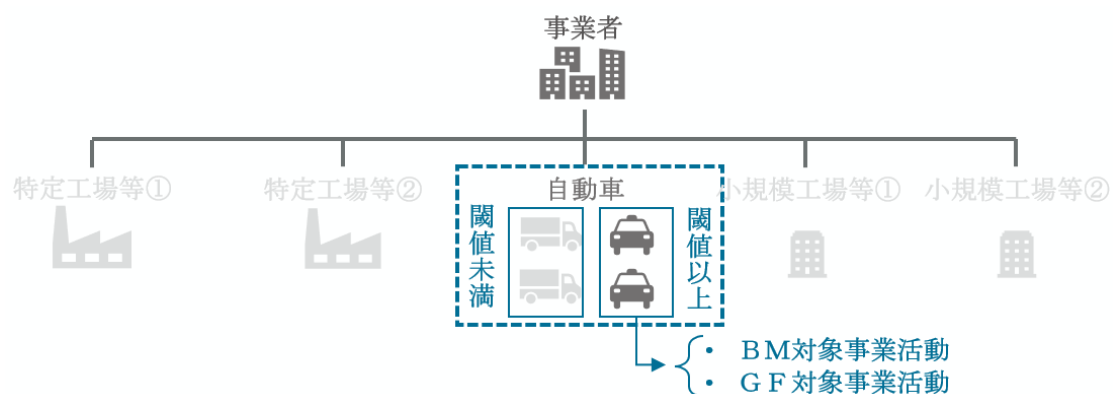 事業者
特定工場等①
特定工場等②
自動車
小規模工場等①
小規模工場等②
閾値未満
閾値以上
・ BM対象事業活動
・ GF対象事業活動